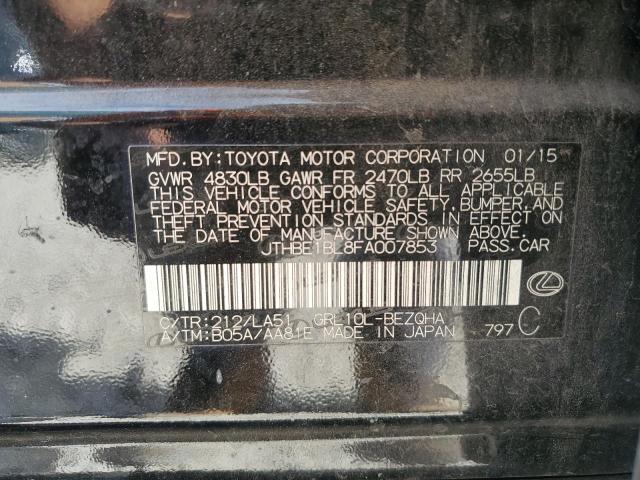 MFD. BY: TOYOTA MOTOR CORPORATION 01/15
GVWR 4830LB GAWR FR 2470LB RR 2655LB
THIS VEHICLE CONFORMS TO ALL APPLICABLE
FEDERAL MOTOR VEHICLE SAFETY, BUMPER, AND
THEFT PREVENTION STANDARDS IN EFFECT ON
THE DATE OF MANUFACTURE SHOWN ABOVE.
JTHBE1BL8FA007853 PASS. CAR
C/TR: 212/LA51 GRL10L-BEZQHA
A/TM: B05A/AA81E MADE IN JAPAN 797 C